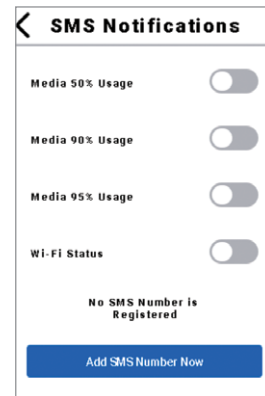 SMS Notifications
Media 50% Usage
Media 90% Usage
Media 95% Usage
Wi-Fi Status
No SMS Number is
Registered
Add SMS Number Now